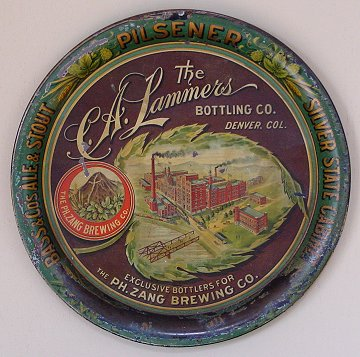 PILSENER
BASS & COS ALE & STOUT
SILVER STATE CABINET
The
C.A. Lammers
BOTTLING CO.
DENVER, COL.
THE PH. ZANG BREWING CO.
EXCLUSIVE BOTTLERS FOR
THE PH. ZANG BREWING CO.